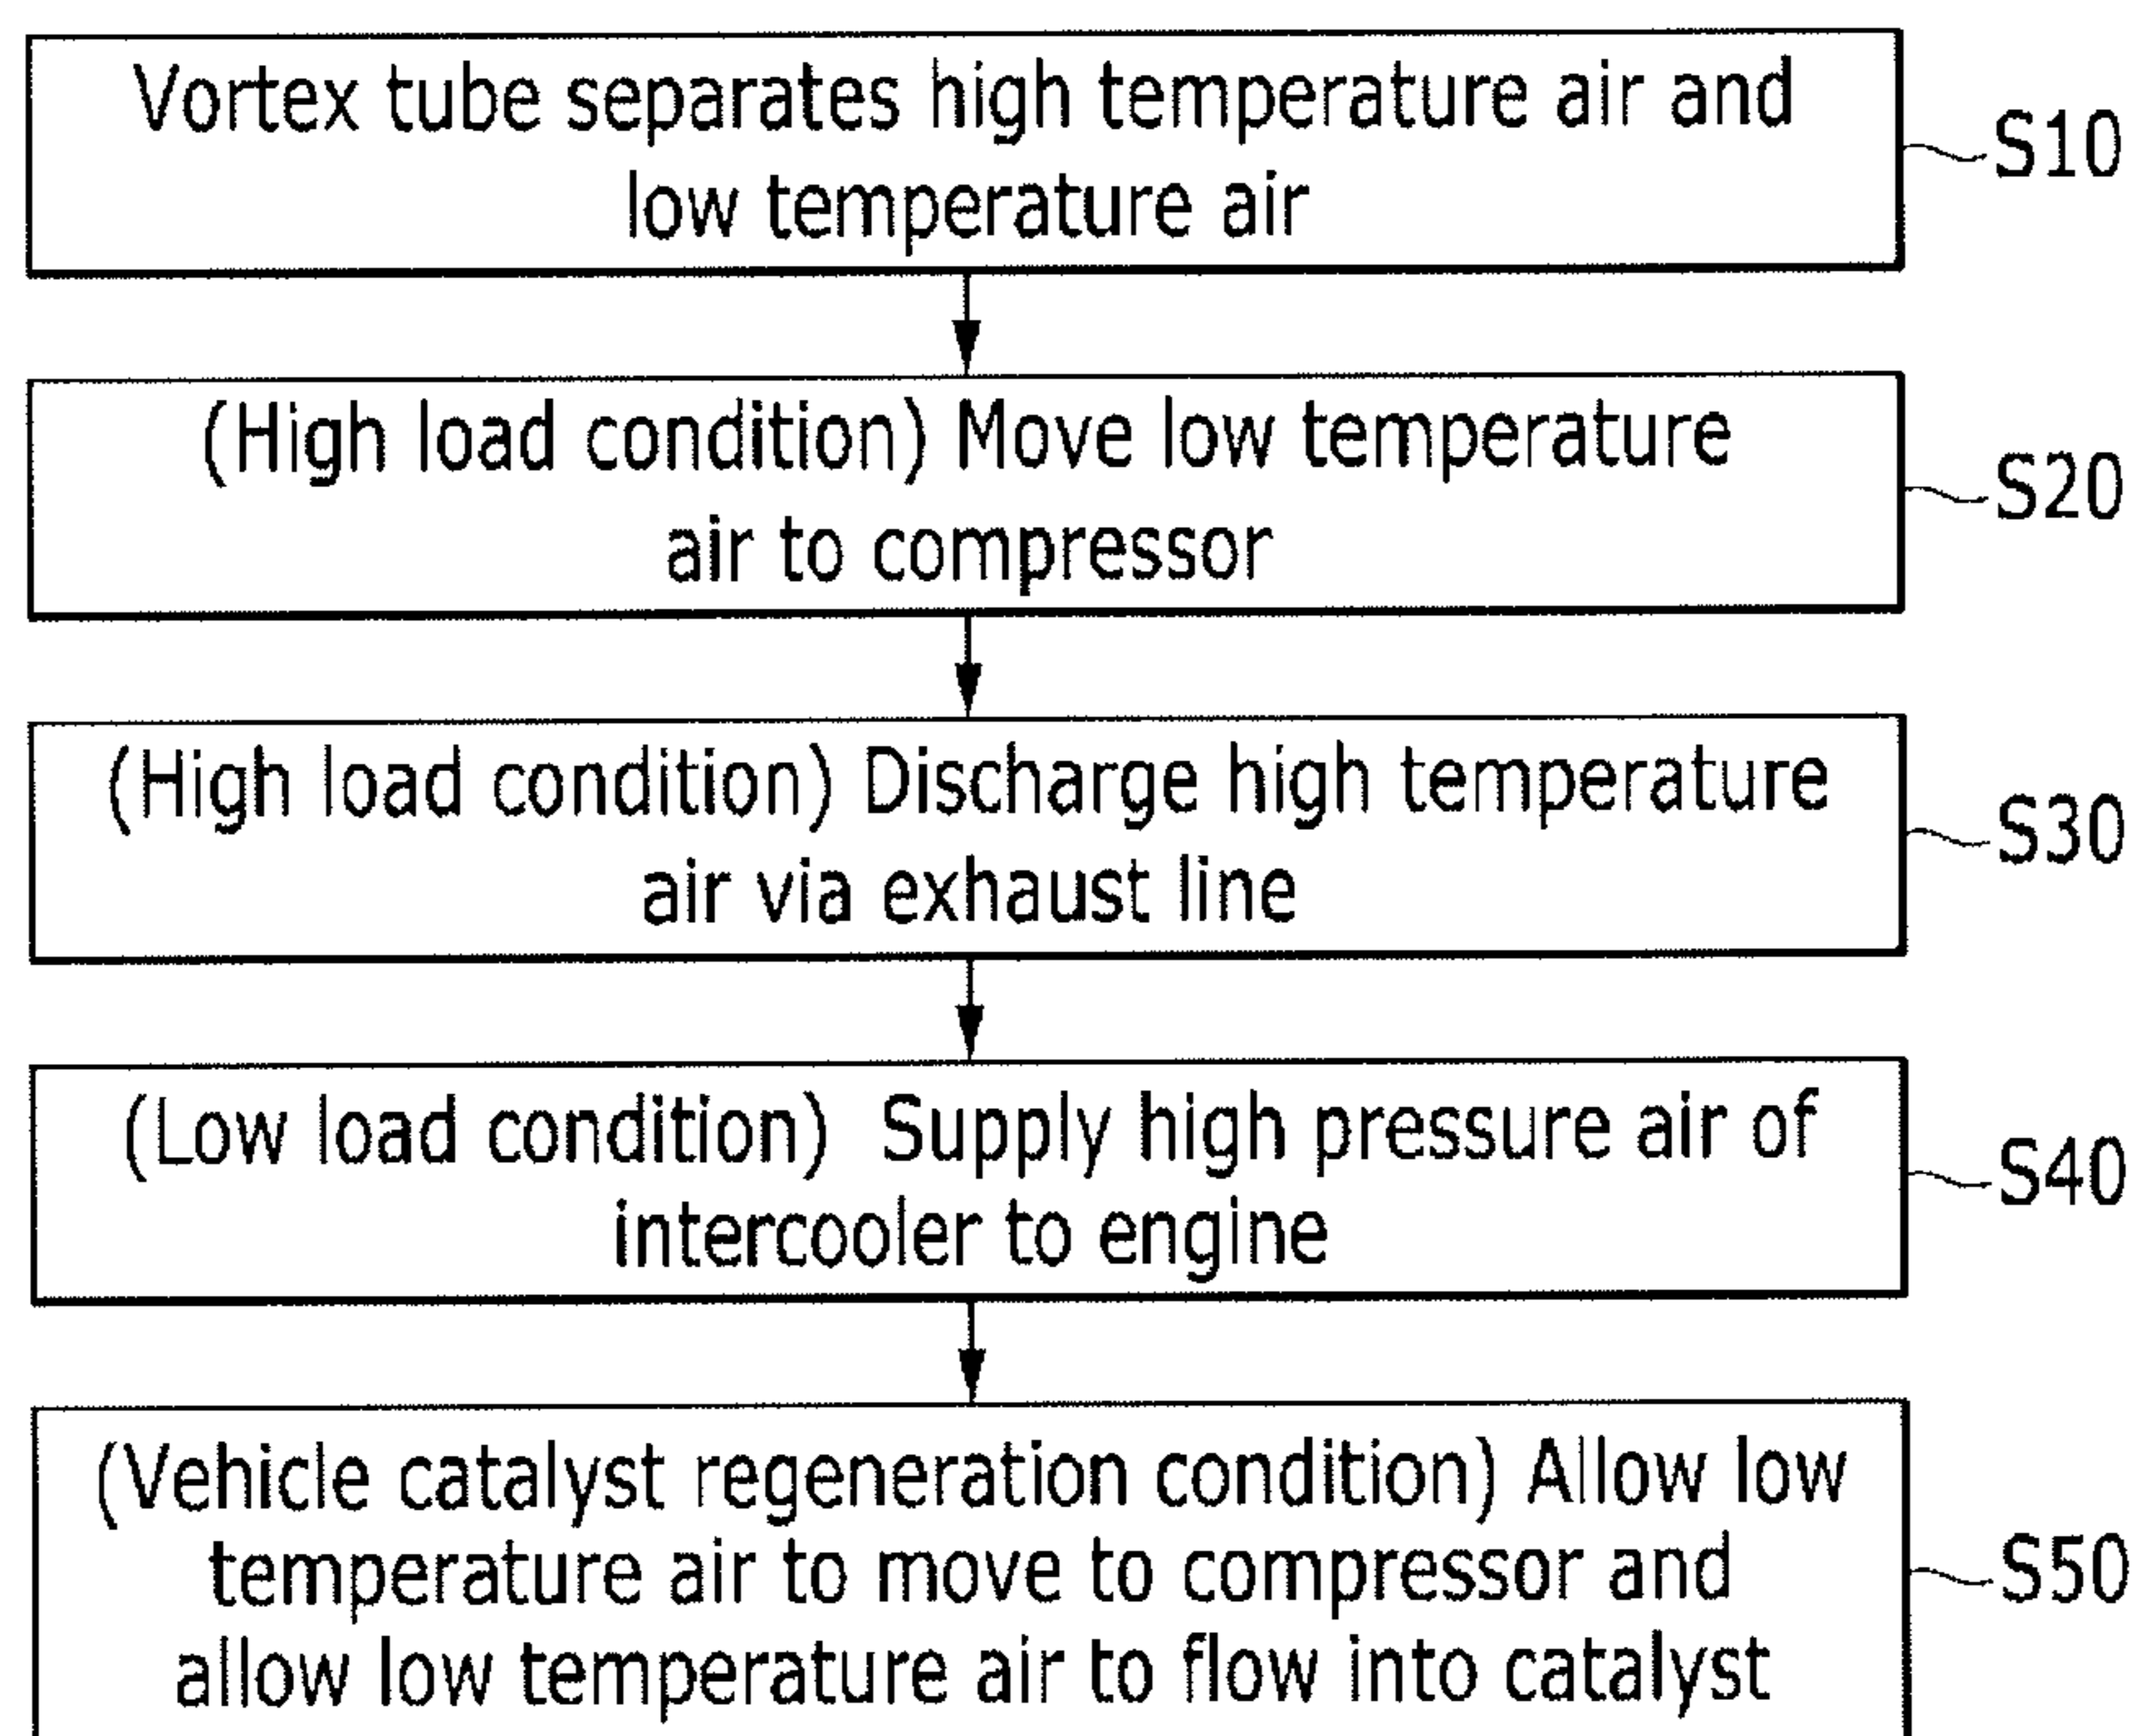 Vortex tube separates high temperature air and
low temperature air
S10
(High load condition) Move low temperature
air to compressor
S20
(High load condition) Discharge high temperature
air via exhaust line
S30
(Low load condition) Supply high pressure air of
intercooler to engine
S40
(Vehicle catalyst regeneration condition) Allow low
temperature air to move to compressor and
allow low temperature air to flow into catalyst
S50